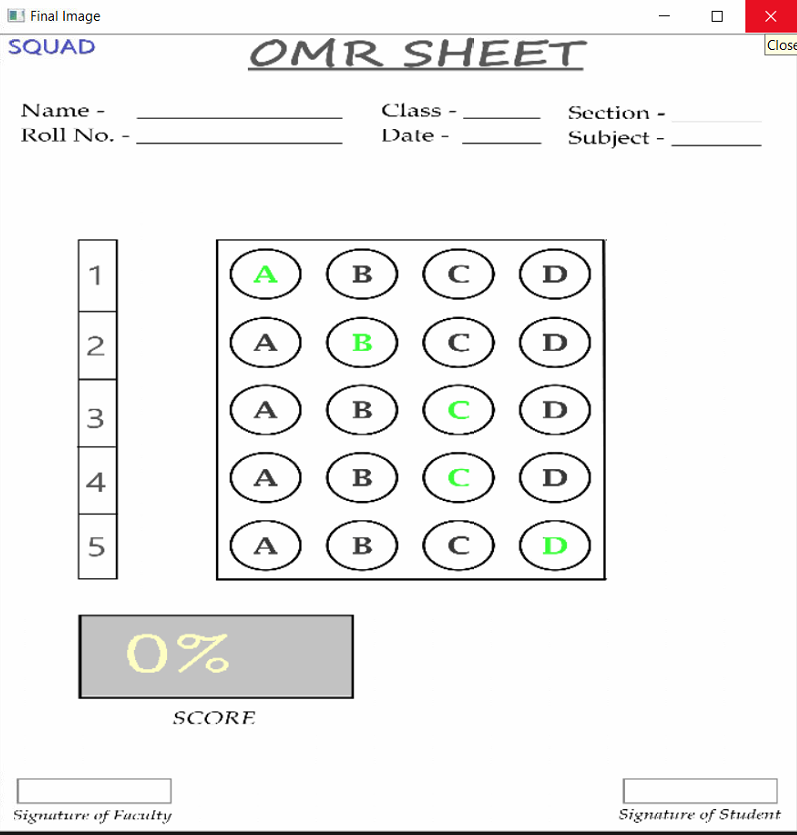 Final Image
Close
SQUAD
OMR SHEET
Name - Class - Section -
Roll No. - Date - Subject -
1 A B C D
2 A B C D
3 A B C D
4 A B C D
5 A B C D
0%
SCORE
Signature of Faculty Signature of Student